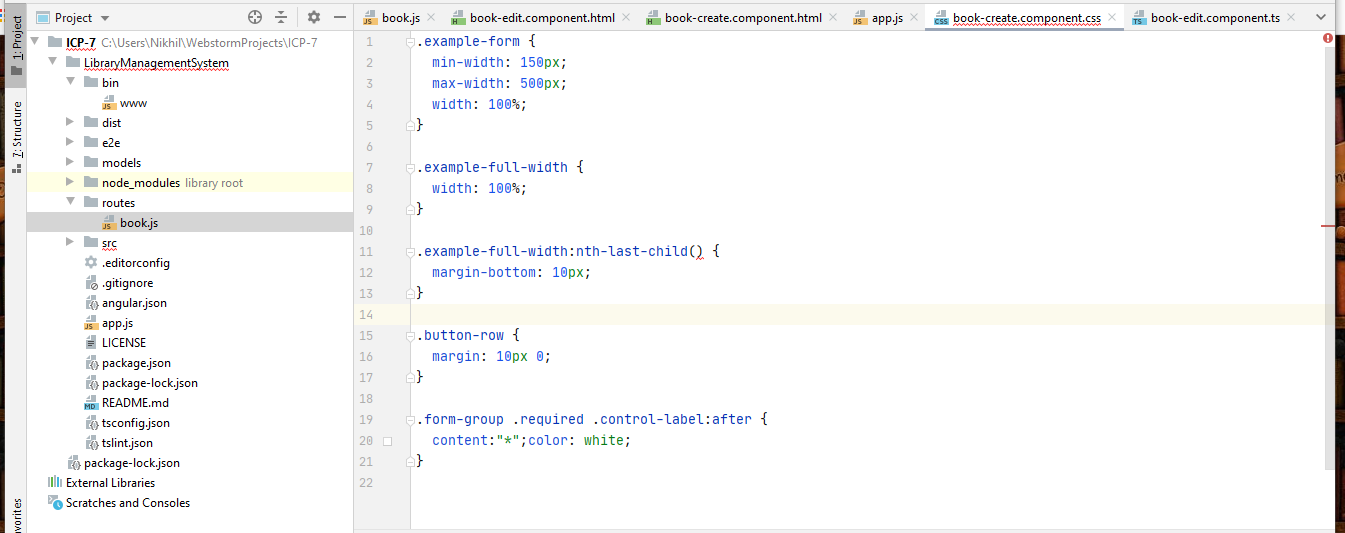 Project
book.js
book-edit.component.html
book-create.component.html
app.js
book-create.component.css
book-edit.component.ts
1: Project
7: Structure
ICP-7 C:\Users\Nikhil\WebstormProjects\ICP-7
LibraryManagementSystem
bin
www
dist
e2e
models
node_modules library root
routes
book.js
src
.editorconfig
.gitignore
angular.json
app.js
LICENSE
package.json
package-lock.json
README.md
tsconfig.json
tslint.json
package-lock.json
External Libraries
Scratches and Consoles
1 .example-form {
2 min-width: 150px;
3 max-width: 500px;
4 width: 100%;
5 }
6
7 .example-full-width {
8 width: 100%;
9 }
10
11 .example-full-width:nth-last-child() {
12 margin-bottom: 10px;
13 }
14
15 .button-row {
16 margin: 10px 0;
17 }
18
19 .form-group .required .control-label:after {
20 content:"*";color: white;
21 }
22